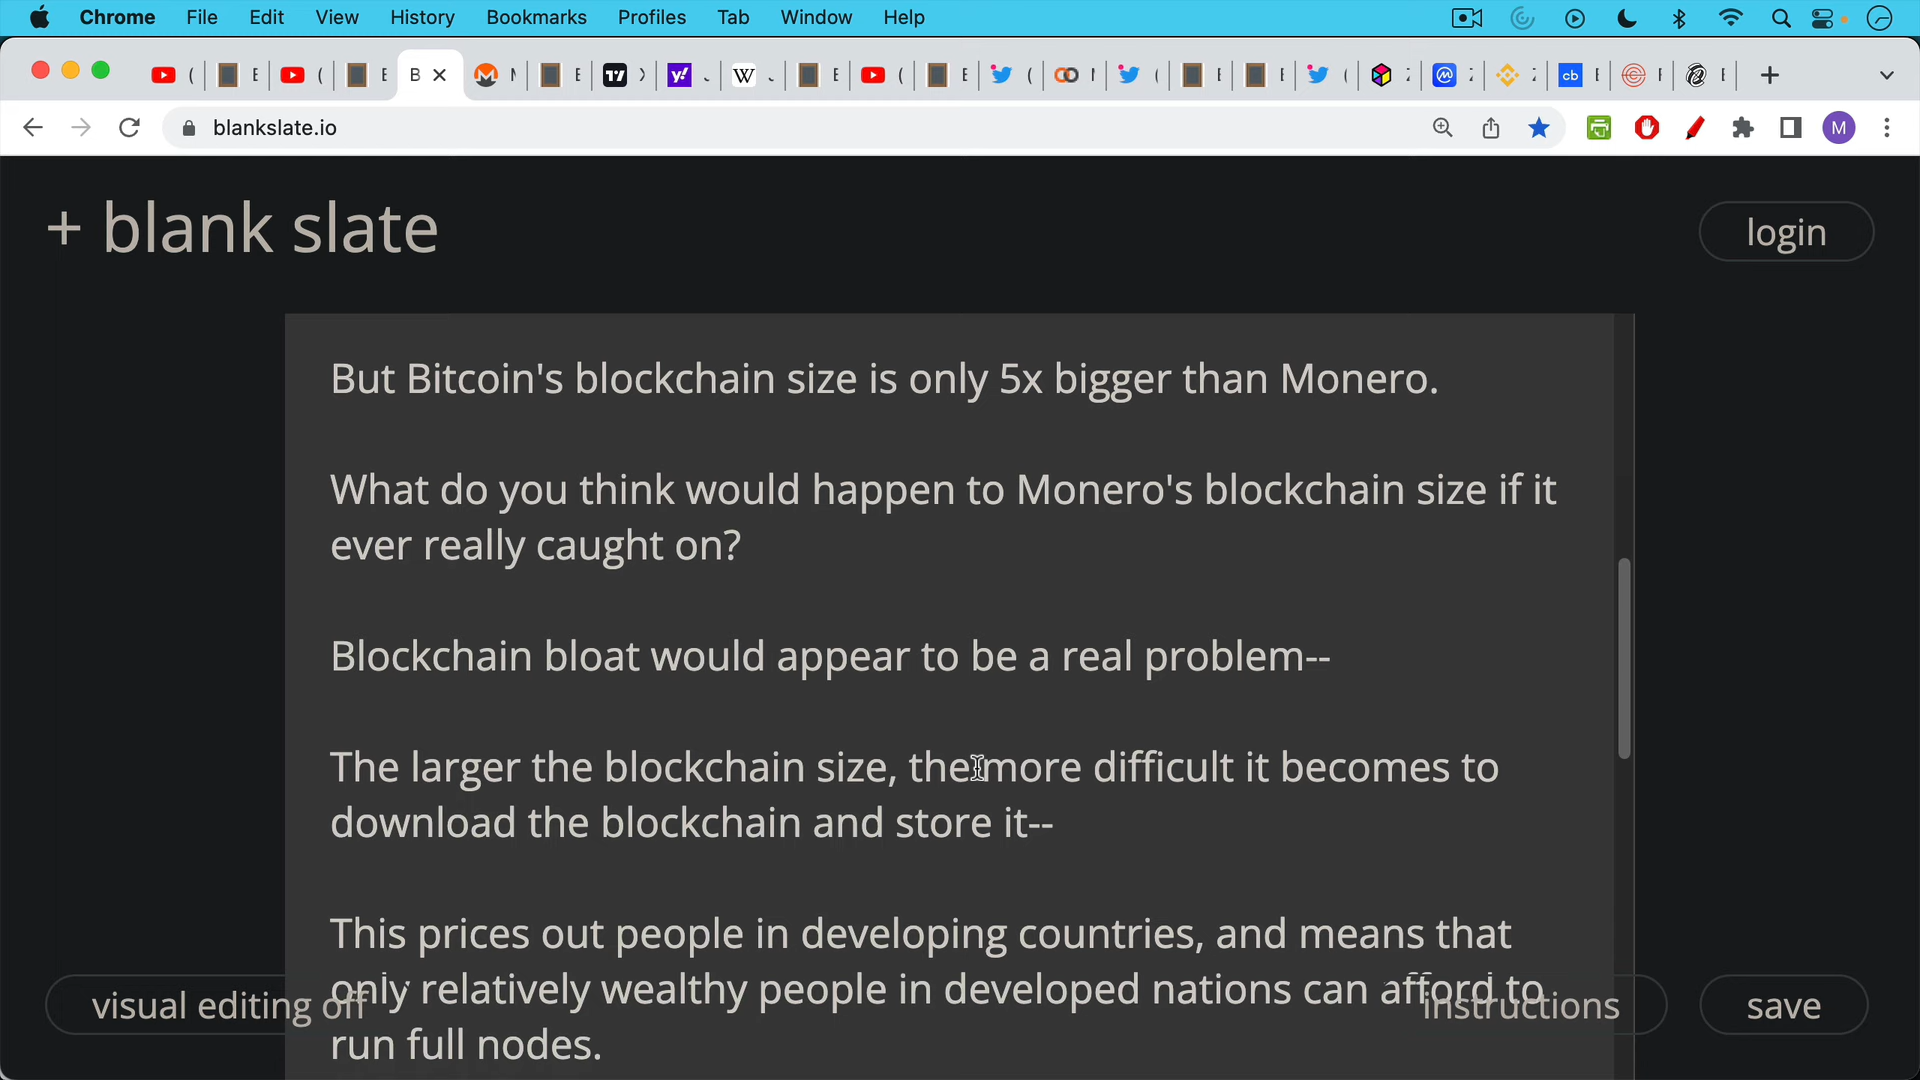 Chrome File Edit View History Bookmarks Profiles Tab Window Help
blankslate.io
M
+ blank slate
login
But Bitcoin's blockchain size is only 5x bigger than Monero.
What do you think would happen to Monero's blockchain size if it
ever really caught on?
Blockchain bloat would appear to be a real problem--
The larger the blockchain size, the more difficult it becomes to
download the blockchain and store it--
This prices out people in developing countries, and means that
only relatively wealthy people in developed nations can afford to
run full nodes.
visual editing off
instructions
save